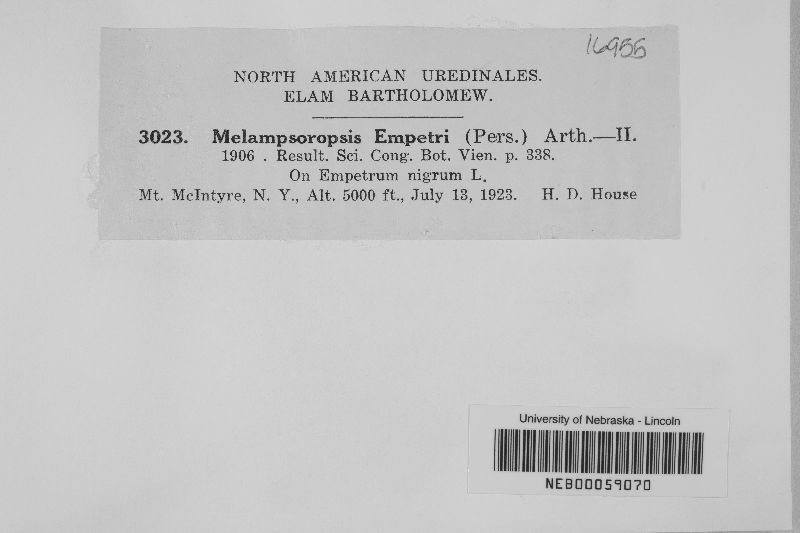 16955
NORTH AMERICAN UREDINALES.
ELAM BARTHOLOMEW.
3023. Melampsoropsis Empetri (Pers.) Arth.—II.
1906 . Result. Sci. Cong. Bot. Vien. p. 338.
On Empetrum nigrum L.
Mt. McIntyre, N. Y., Alt. 5000 ft., July 13, 1923. H. D. House
University of Nebraska - Lincoln
NEB00059070